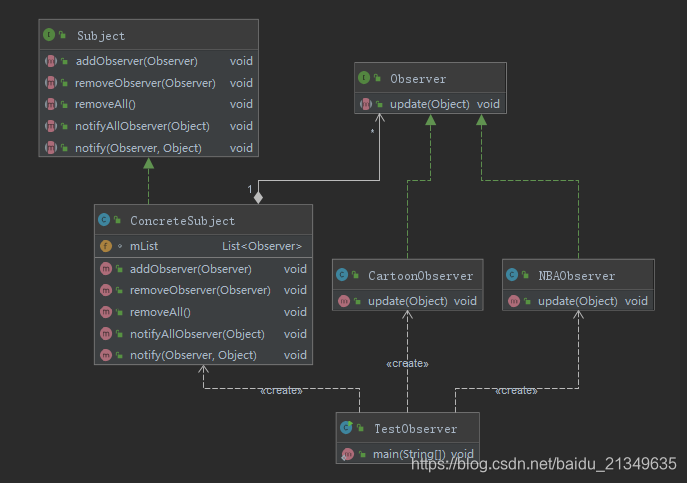 Subject
addObserver(Observer) void
removeObserver(Observer) void
removeAll() void
notifyAllObserver(Object) void
notify(Observer, Object) void
Observer
update(Object) void
*
1
ConcreteSubject
mList List<Observer>
addObserver(Observer) void
removeObserver(Observer) void
removeAll() void
notifyAllObserver(Object) void
notify(Observer, Object) void
CartoonObserver
update(Object) void
NBAObserver
update(Object) void
«create»
«create»
«create»
TestObserver
main(String[]) void
https://blog.csdn.net/baidu_21349635